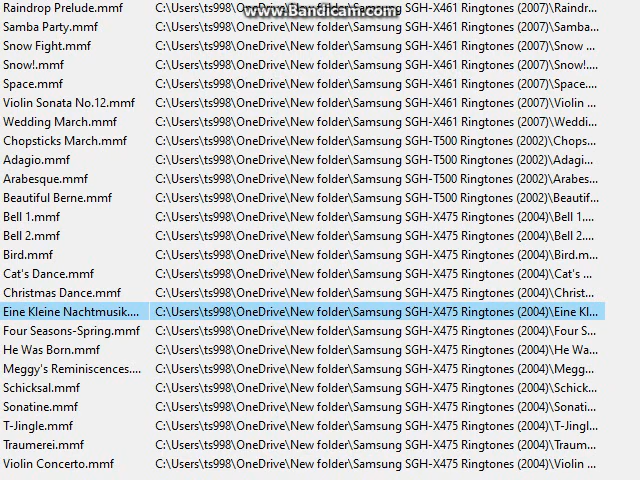 www.Bandicam.com
Raindrop Prelude.mmf C:\Users\ts998\OneDrive\New folder\Samsung SGH-X461 Ringtones (2007)\Raindr...
Samba Party.mmf C:\Users\ts998\OneDrive\New folder\Samsung SGH-X461 Ringtones (2007)\Samba...
Snow Fight.mmf C:\Users\ts998\OneDrive\New folder\Samsung SGH-X461 Ringtones (2007)\Snow ...
Snow!.mmf C:\Users\ts998\OneDrive\New folder\Samsung SGH-X461 Ringtones (2007)\Snow!....
Space.mmf C:\Users\ts998\OneDrive\New folder\Samsung SGH-X461 Ringtones (2007)\Space....
Violin Sonata No.12.mmf C:\Users\ts998\OneDrive\New folder\Samsung SGH-X461 Ringtones (2007)\Violin ...
Wedding March.mmf C:\Users\ts998\OneDrive\New folder\Samsung SGH-X461 Ringtones (2007)\Weddi...
Chopsticks March.mmf C:\Users\ts998\OneDrive\New folder\Samsung SGH-T500 Ringtones (2002)\Chops...
Adagio.mmf C:\Users\ts998\OneDrive\New folder\Samsung SGH-T500 Ringtones (2002)\Adagi...
Arabesque.mmf C:\Users\ts998\OneDrive\New folder\Samsung SGH-T500 Ringtones (2002)\Arabes...
Beautiful Berne.mmf C:\Users\ts998\OneDrive\New folder\Samsung SGH-T500 Ringtones (2002)\Beautif...
Bell 1.mmf C:\Users\ts998\OneDrive\New folder\Samsung SGH-X475 Ringtones (2004)\Bell 1....
Bell 2.mmf C:\Users\ts998\OneDrive\New folder\Samsung SGH-X475 Ringtones (2004)\Bell 2....
Bird.mmf C:\Users\ts998\OneDrive\New folder\Samsung SGH-X475 Ringtones (2004)\Bird.m...
Cat's Dance.mmf C:\Users\ts998\OneDrive\New folder\Samsung SGH-X475 Ringtones (2004)\Cat's ...
Christmas Dance.mmf C:\Users\ts998\OneDrive\New folder\Samsung SGH-X475 Ringtones (2004)\Christ...
Eine Kleine Nachtmusik.... C:\Users\ts998\OneDrive\New folder\Samsung SGH-X475 Ringtones (2004)\Eine Kl...
Four Seasons-Spring.mmf C:\Users\ts998\OneDrive\New folder\Samsung SGH-X475 Ringtones (2004)\Four S...
He Was Born.mmf C:\Users\ts998\OneDrive\New folder\Samsung SGH-X475 Ringtones (2004)\He Wa...
Meggy's Reminiscences.... C:\Users\ts998\OneDrive\New folder\Samsung SGH-X475 Ringtones (2004)\Megg...
Schicksal.mmf C:\Users\ts998\OneDrive\New folder\Samsung SGH-X475 Ringtones (2004)\Schick...
Sonatine.mmf C:\Users\ts998\OneDrive\New folder\Samsung SGH-X475 Ringtones (2004)\Sonati...
T-Jingle.mmf C:\Users\ts998\OneDrive\New folder\Samsung SGH-X475 Ringtones (2004)\T-Jingl...
Traumerei.mmf C:\Users\ts998\OneDrive\New folder\Samsung SGH-X475 Ringtones (2004)\Traum...
Violin Concerto.mmf C:\Users\ts998\OneDrive\New folder\Samsung SGH-X475 Ringtones (2004)\Violin ...